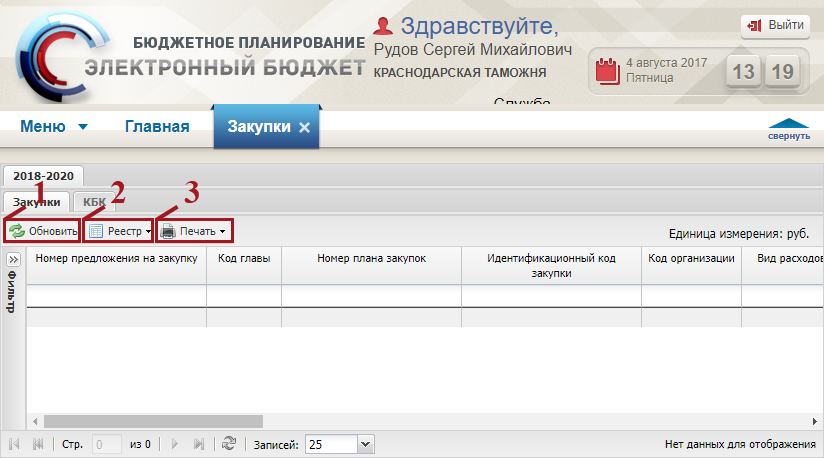 Здравствуйте,
Выйти
БЮДЖЕТНОЕ ПЛАНИРОВАНИЕ
ЭЛЕКТРОННЫЙ БЮДЖЕТ
Рудов Сергей Михайлович
КРАСНОДАРСКАЯ ТАМОЖНЯ
Служба
4 августа 2017
Пятница
13 19
Меню Главная Закупки
свернуть
2018-2020
1 2 3
Закупки КБК
Обновить Реестр Печать
Единица измерения: руб.
Фильтр
Номер предложения на закупку Код главы Номер плана закупок Идентификационный код закупки Код организации Вид расходов
Стр. 0 из 0 Записей: 25 Нет данных для отображения